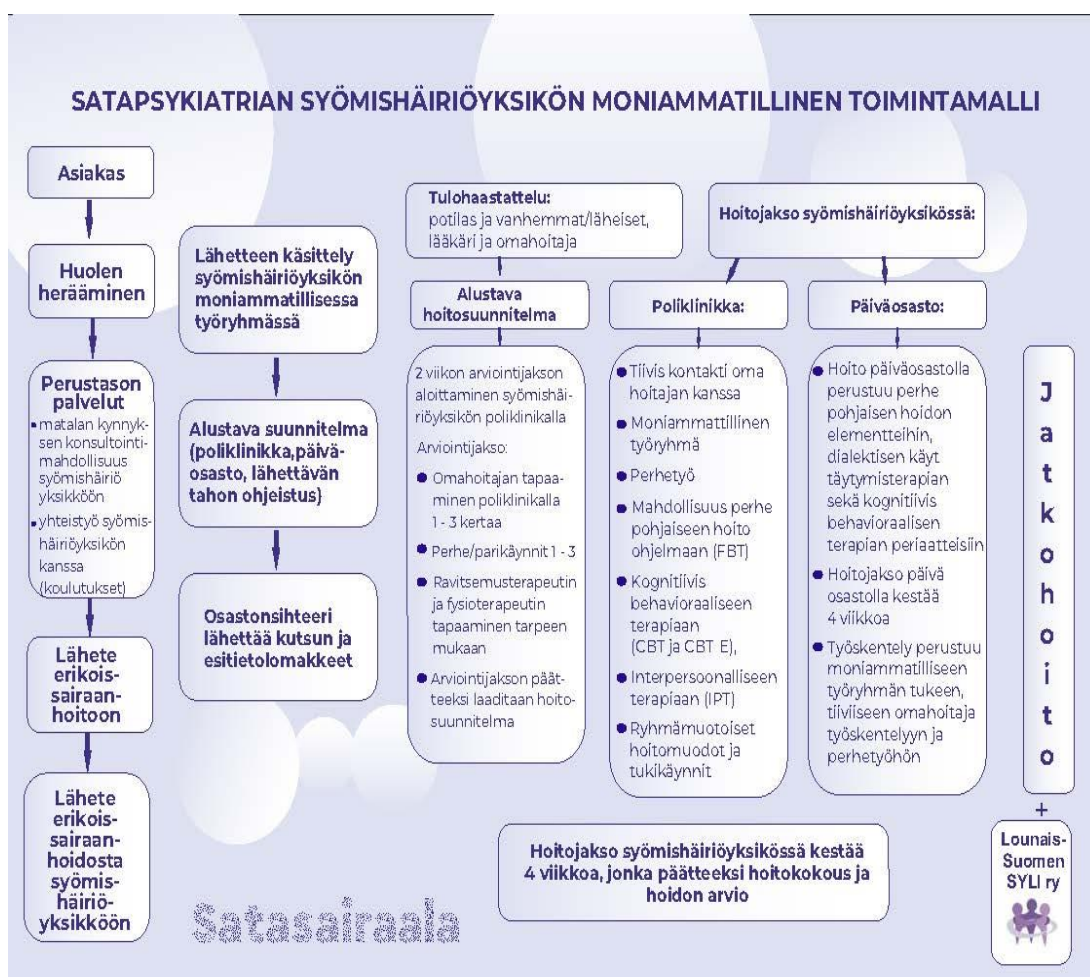 SATAPSYKIATRIAN SYÖMISHÄIRIÖYKSIKÖN MONIAMMATILLINEN TOIMINTAMALLI
Asiakas
Huolen
herääminen
Perustason
palvelut
• matalan kynnyk-
sen konsultointi-
mahdollisuus
syömishäiriö
yksikköön
• yhteistyö syömis-
häiriöyksikön
kanssa
(koulutukset)
Lähete
erikois-
sairaan-
hoitoon
Lähete
erikois-
sairaan-
hoidosta
syömis-
häiriö-
yksikköön
Lähetteen käsittely
syömishäiriöyksikön
moniammatillisessa
työryhmässä
Alustava suunnitelma
(poliklinikka,päivä-
osasto, lähettävän
tahon ohjeistus)
Osastonsihteeri
lähettää kutsun ja
esitietolomakkeet
Tulohaastattelu:
potilas ja vanhemmat/läheiset,
lääkäri ja omahoitaja
Alustava
hoitosuunnitelma
2 viikon arviointijakson
aloittaminen syömishäi-
riöyksikön poliklinikalla
Arviointijakso:
• Omahoitajan tapaa-
minen poliklinikalla
1 - 3 kertaa
• Perhe/parikäynnit 1 - 3
• Ravitsemusterapeutin
ja fysioterapeutin
tapaaminen tarpeen
mukaan
• Arviointijakson päät-
teeksi laaditaan hoito-
suunnitelma
Hoitojakso syömishäiriöyksikössä:
Poliklinikka:
• Tiivis kontakti oma
hoitajan kanssa
• Moniammattillinen
työryhmä
• Perhetyö
• Mahdollisuus perhe
pohjaiseen hoito
ohjelmaan (FBT)
• Kognitiivis
behavioraaliseen
terapiaan
(CBT ja CBT E),
• Interpersoonalliseen
terapiaan (IPT)
• Ryhmämuotoiset
hoitomuodot ja
tukikäynnit
Päiväosasto:
• Hoito päiväosastolla
perustuu perhe
pohjaisen hoidon
elementteihin,
dialektisen käyt
täytymisterapian
sekä kognitiivis
behavioraalisen
terapian periaatteisiin
• Hoitojakso päivä
osastolla kestää
4 viikkoa
• Työskentely perustuu
moniammatilliseen
työryhmän tukeen,
tiiviiseen omahoitaja
työskentelyyn ja
perhetyöhön
Hoitojakso syömishäiriöyksikössä kestää
4 viikkoa, jonka päätteeksi hoitokokous ja
hoidon arvio
Jatkohoito
+
Lounais-
Suomen
SYLI ry
Satasairaala